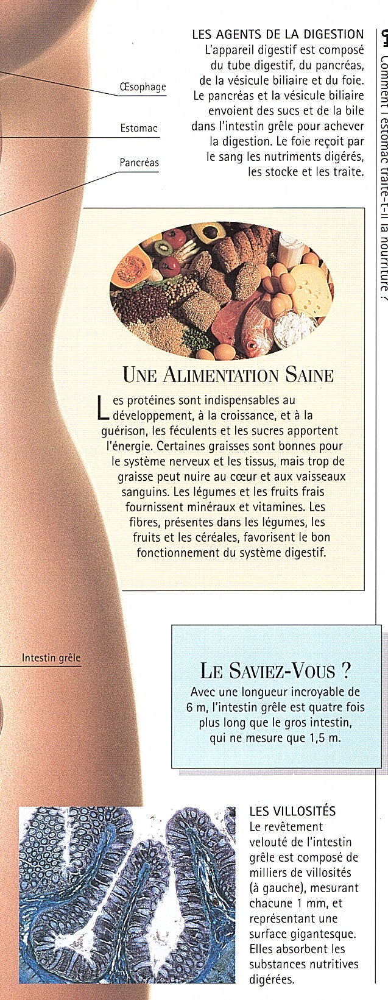 LES AGENTS DE LA DIGESTION
L'appareil digestif est composé
du tube digestif, du pancréas,
de la vésicule biliaire et du foie.
Le pancréas et la vésicule biliaire
envoient des sucs et de la bile
dans l'intestin grêle pour achever
la digestion. Le foie reçoit par
le sang les nutriments digérés,
les stocke et les traite.
Œsophage
Estomac
Pancréas
Comment l'estomac traite-t-il la nourriture ?
UNE ALIMENTATION SAINE
Les protéines sont indispensables au
développement, à la croissance, et à la
guérison, les féculents et les sucres apportent
l'énergie. Certaines graisses sont bonnes pour
le système nerveux et les tissus, mais trop de
graisse peut nuire au cœur et aux vaisseaux
sanguins. Les légumes et les fruits frais
fournissent minéraux et vitamines. Les
fibres, présentes dans les légumes, les
fruits et les céréales, favorisent le bon
fonctionnement du système digestif.
Intestin grêle
LE SAVIEZ-VOUS ?
Avec une longueur incroyable de
6 m, l'intestin grêle est quatre fois
plus long que le gros intestin,
qui ne mesure que 1,5 m.
LES VILLOSITÉS
Le revêtement
velouté de l'intestin
grêle est composé de
milliers de villosités
(à gauche), mesurant
chacune 1 mm, et
représentant une
surface gigantesque.
Elles absorbent les
substances nutritives
digérées.